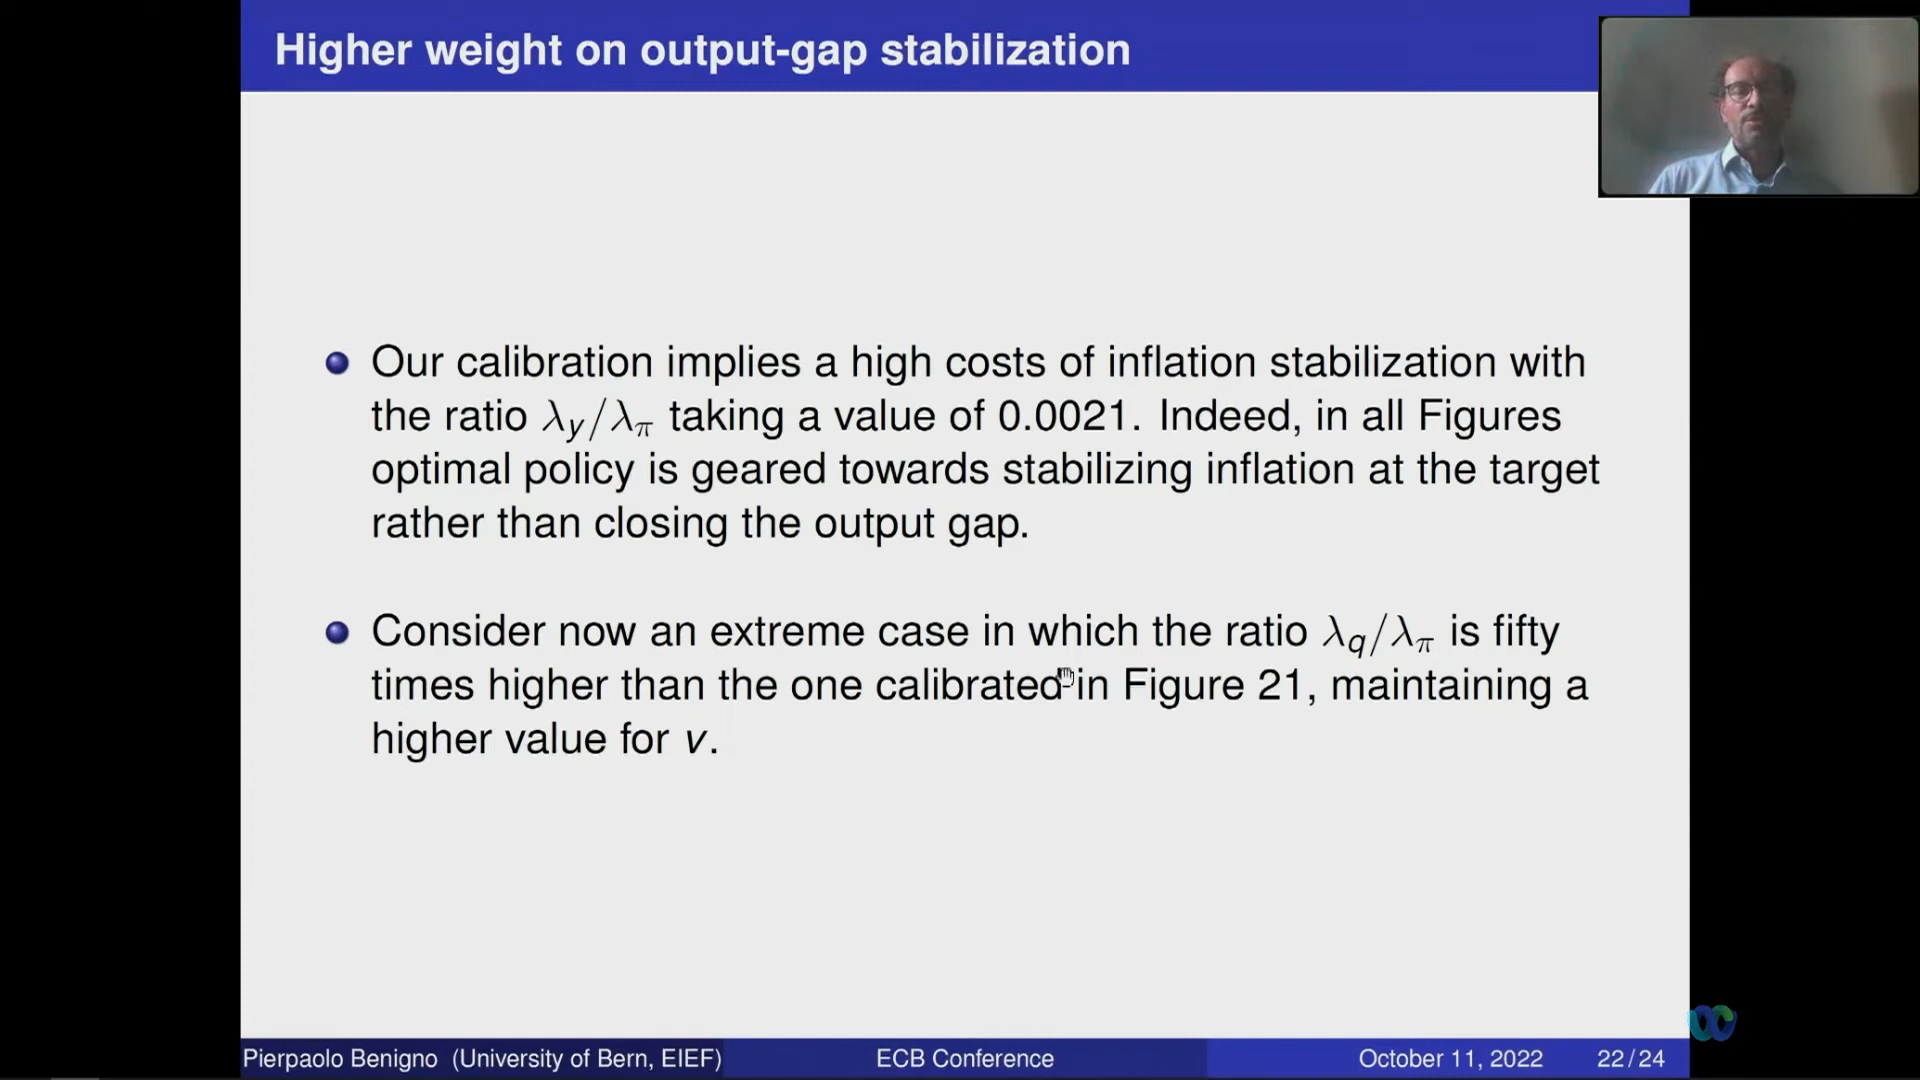 Higher weight on output-gap stabilization
Our calibration implies a high costs of inflation stabilization with
the ratio λy/λπ taking a value of 0.0021. Indeed, in all Figures
optimal policy is geared towards stabilizing inflation at the target
rather than closing the output gap.
Consider now an extreme case in which the ratio λq/λπ is fifty
times higher than the one calibrated in Figure 21, maintaining a
higher value for v.
Pierpaolo Benigno (University of Bern, EIEF) ECB Conference October 11, 2022 22/24